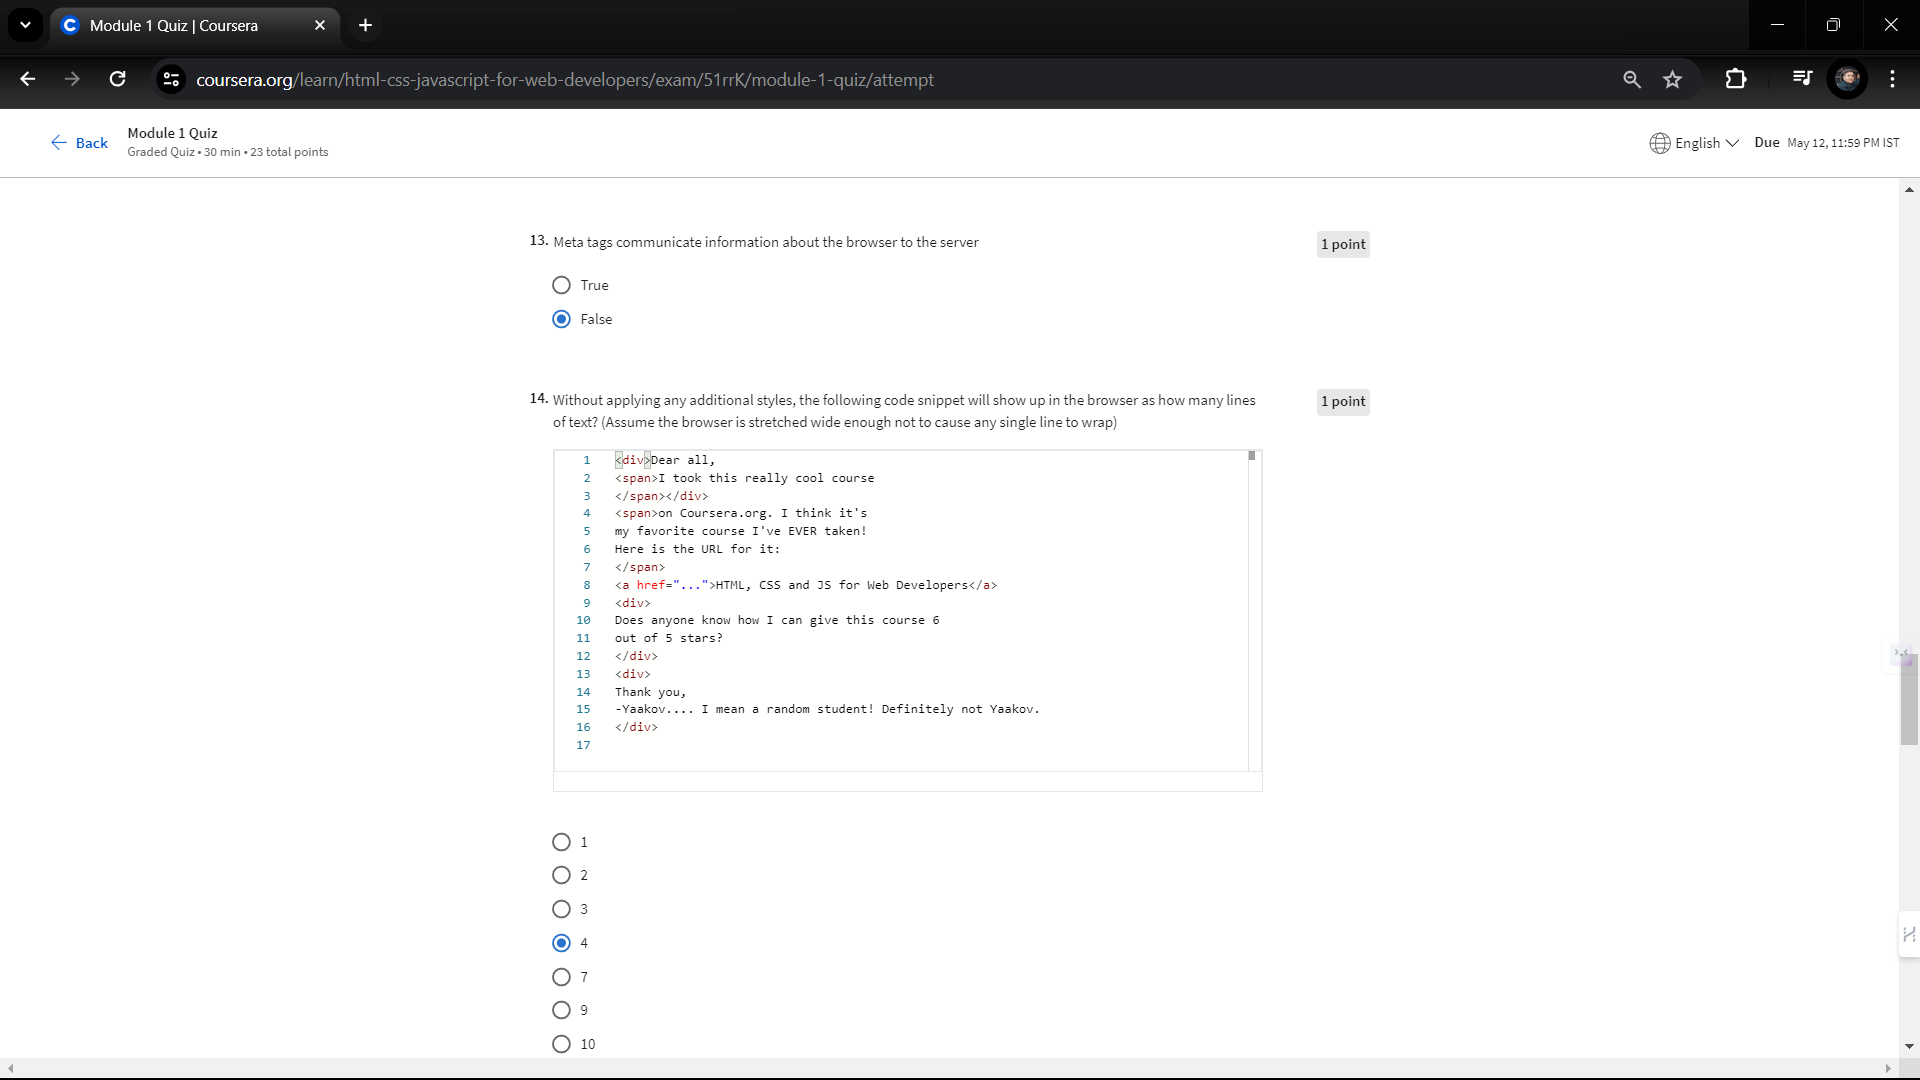 Module 1 Quiz | Coursera
coursera.org/learn/html-css-javascript-for-web-developers/exam/51rrK/module-1-quiz/attempt
Back
Module 1 Quiz
Graded Quiz • 30 min • 23 total points
English
Due May 12, 11:59 PM IST
13. Meta tags communicate information about the browser to the server
1 point
True
False
14. Without applying any additional styles, the following code snippet will show up in the browser as how many lines
of text? (Assume the browser is stretched wide enough not to cause any single line to wrap)
1 point
1 <div>Dear all,
2 <span>I took this really cool course
3 </span></div>
4 <span>on Coursera.org. I think it's
5 my favorite course I've EVER taken!
6 Here is the URL for it:
7 </span>
8 <a href="...">HTML, CSS and JS for Web Developers</a>
9 <div>
10 Does anyone know how I can give this course 6
11 out of 5 stars?
12 </div>
13 <div>
14 Thank you,
15 -Yaakov.... I mean a random student! Definitely not Yaakov.
16 </div>
17
1
2
3
4
7
9
10